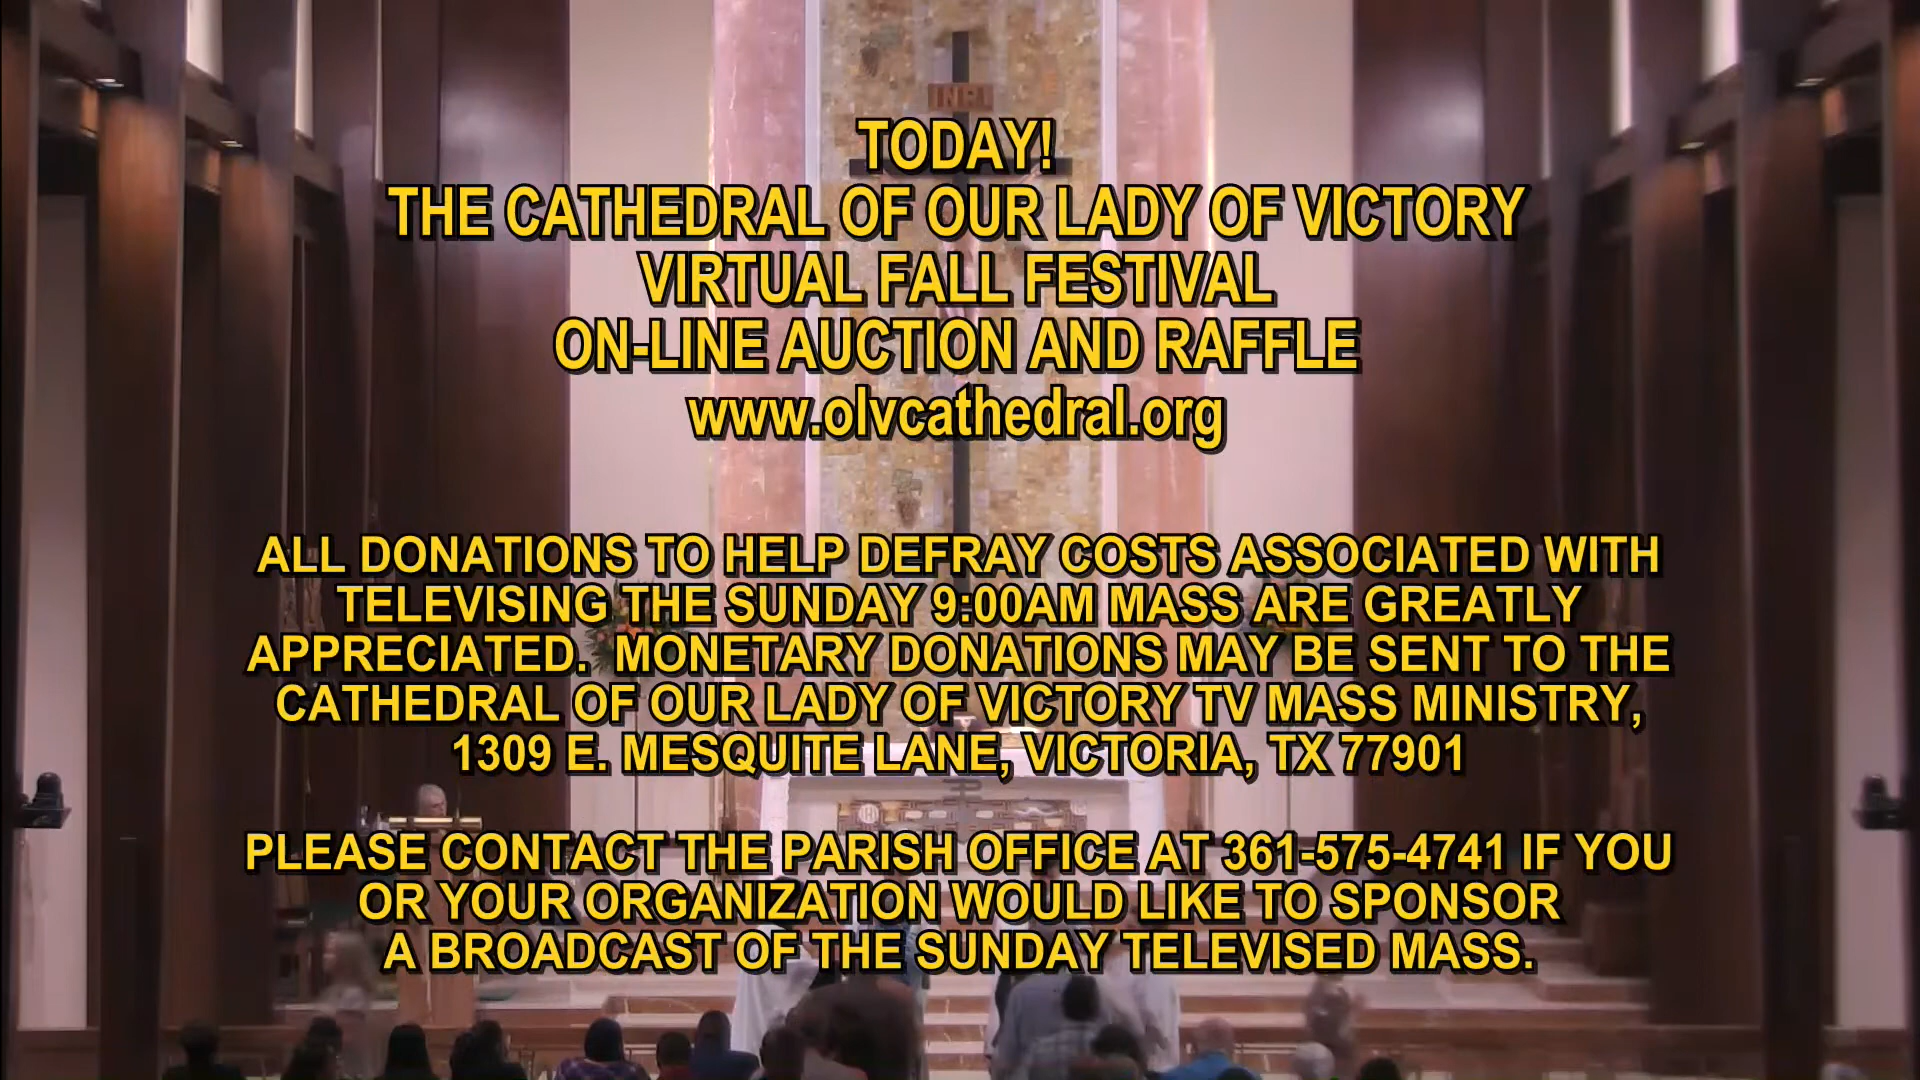 INRI
TODAY!
THE CATHEDRAL OF OUR LADY OF VICTORY
VIRTUAL FALL FESTIVAL
ON-LINE AUCTION AND RAFFLE
www.olvcathedral.org
ALL DONATIONS TO HELP DEFRAY COSTS ASSOCIATED WITH
TELEVISING THE SUNDAY 9:00AM MASS ARE GREATLY
APPRECIATED.  MONETARY DONATIONS MAY BE SENT TO THE
CATHEDRAL OF OUR LADY OF VICTORY TV MASS MINISTRY,
1309 E. MESQUITE LANE, VICTORIA, TX 77901
PLEASE CONTACT THE PARISH OFFICE AT 361-575-4741 IF YOU
OR YOUR ORGANIZATION WOULD LIKE TO SPONSOR
A BROADCAST OF THE SUNDAY TELEVISED MASS.